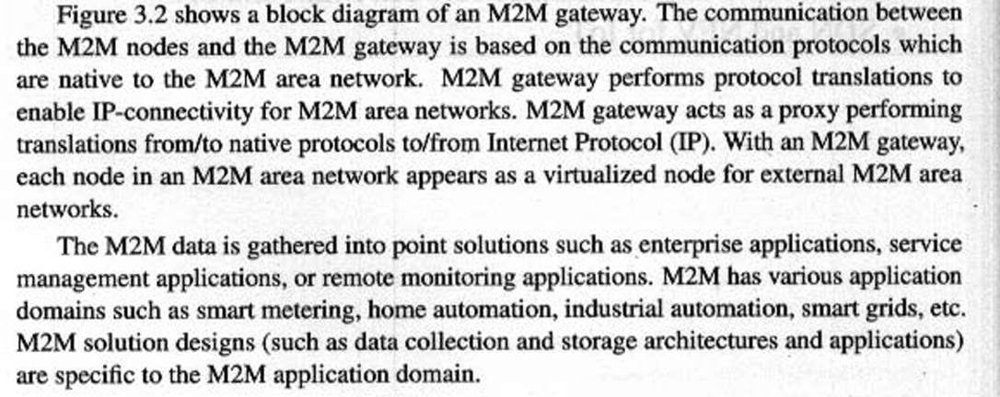 Figure 3.2 shows a block diagram of an M2M gateway. The communication between
the M2M nodes and the M2M gateway is based on the communication protocols which
are native to the M2M area network. M2M gateway performs protocol translations to
enable IP-connectivity for M2M area networks. M2M gateway acts as a proxy performing
translations from/to native protocols to/from Internet Protocol (IP). With an M2M gateway,
each node in an M2M area network appears as a virtualized node for external M2M area
networks.
The M2M data is gathered into point solutions such as enterprise applications, service
management applications, or remote monitoring applications. M2M has various application
domains such as smart metering, home automation, industrial automation, smart grids, etc.
M2M solution designs (such as data collection and storage architectures and applications)
are specific to the M2M application domain.